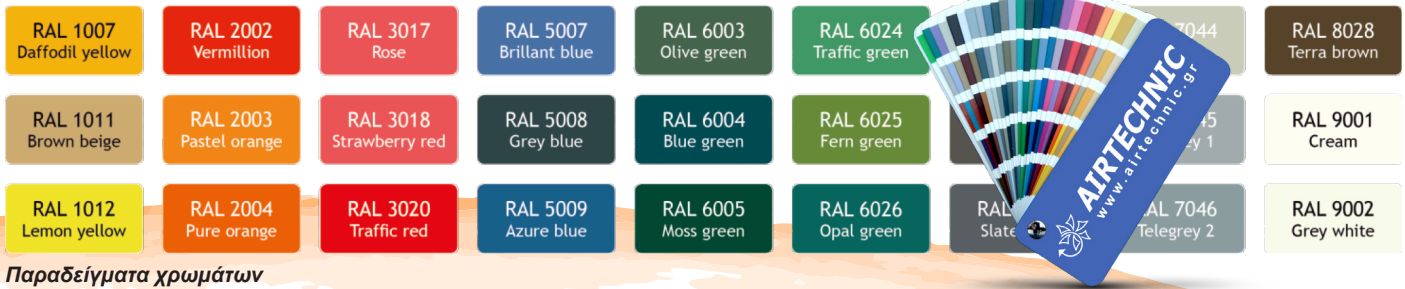 RAL 1007
Daffodil yellow
RAL 2002
Vermillion
RAL 3017
Rose
RAL 5007
Brillant blue
RAL 6003
Olive green
RAL 6024
Traffic green
7044
RAL 8028
Terra brown
RAL 1011
Brown beige
RAL 2003
Pastel orange
RAL 3018
Strawberry red
RAL 5008
Grey blue
RAL 6004
Blue green
RAL 6025
Fern green
RAL 9001
Cream
RAL 1012
Lemon yellow
RAL 2004
Pure orange
RAL 3020
Traffic red
RAL 5009
Azure blue
RAL 6005
Moss green
RAL 6026
Opal green
RAL
Slate
AIRTECHNIC
www.airtechnic.gr
RAL 7046
Telegrey 2
RAL 9002
Grey white
Παραδείγματα χρωμάτων